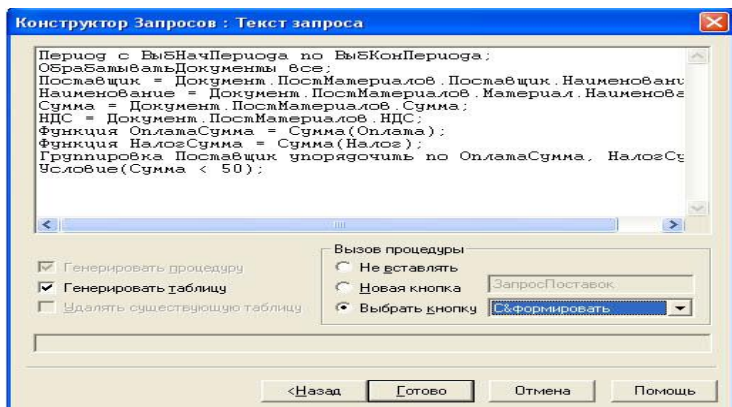 Конструктор Запросов : Текст запроса
Период с ВыбНачПериода по ВыбКонПериода;
ОбрабатыватьДокументы все;
Поставщик = Документ.ПостМатериалов.Поставщик.Наименовани
Наименование = Документ.ПостМатериалов.Материал.Наименова
Сумма = Документ.ПостМатериалов.Сумма;
НДС = Документ.ПостМатериалов.НДС;
Функция ОплатаСумма = Сумма(Оплата);
Функция НалогСумма = Сумма(Налог);
Группировка Поставщик упорядочить по ОплатаСумма, НалогСу
Условие(Сумма < 50);
Генерировать процедуру
Генерировать таблицу
Удалять существующую таблицу
Вызов процедуры
Не вставлять
Новая кнопка
ЗапросПоставок
Выбрать кнопку
С&формировать
<Назад
Готово
Отмена
Помощь